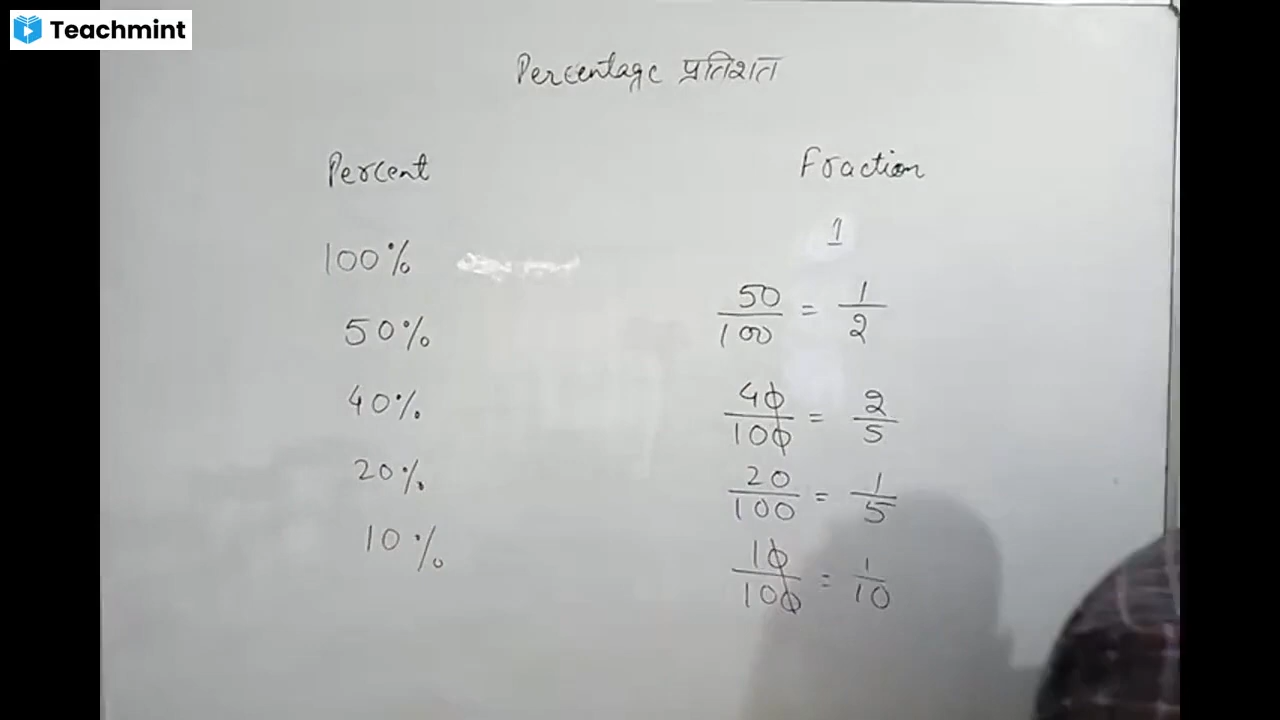 Teachmint
Percentage प्रतिशत
Percent Fraction
100% 1
50% 50/100 = 1/2
40% 40/100 = 2/5
20% 20/100 = 1/5
10% 10/100 = 1/10